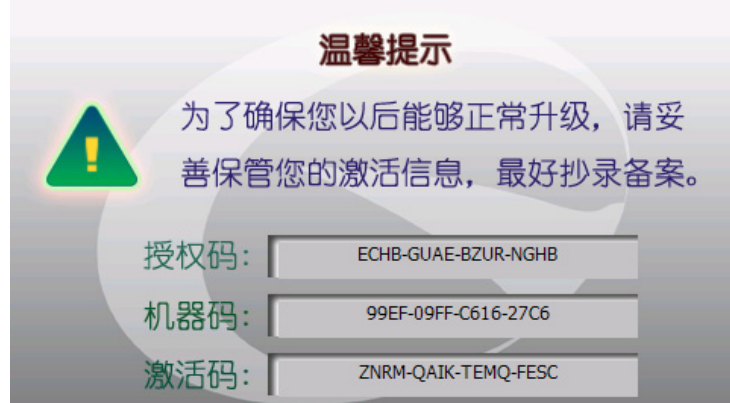 温馨提示
为了确保您以后能够正常升级，请妥
善保管您的激活信息，最好抄录备案。
授权码： ECHB-GUAE-BZUR-NGHB
机器码： 99EF-09FF-C616-27C6
激活码： ZNRM-QAIK-TEMQ-FESC